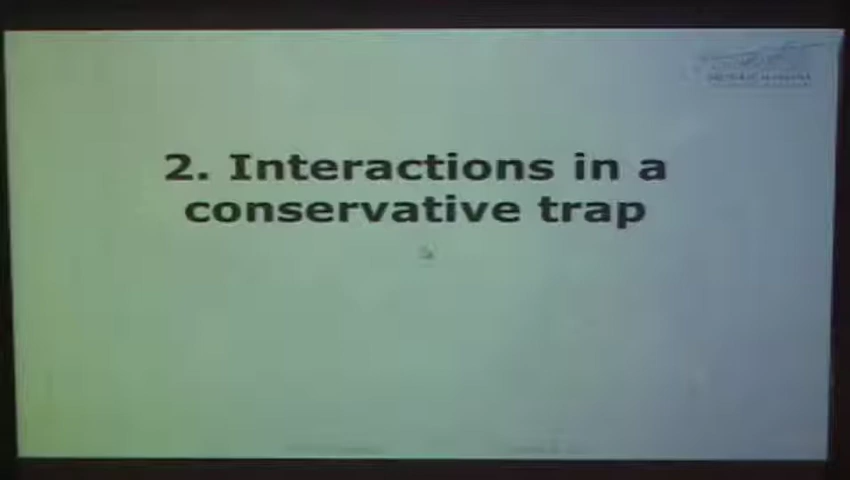 2. Interactions in a
conservative trap